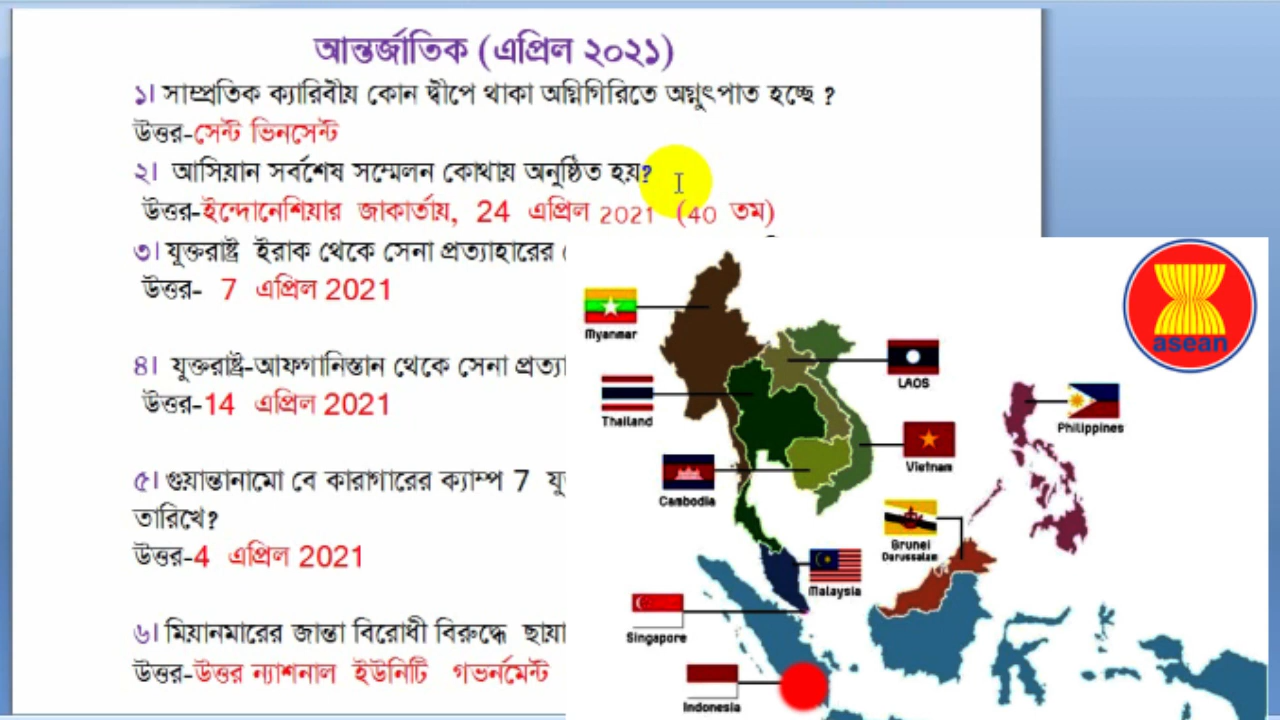 আন্তর্জাতিক (এপ্রিল ২০২১)
১। সাম্প্রতিক ক্যারিবীয় কোন দ্বীপে থাকা অগ্নিগিরিতে অগ্ন্যুৎপাত হচ্ছে ?
উত্তর-সেন্ট ভিনসেন্ট
২। আসিয়ান সর্বশেষ সম্মেলন কোথায় অনুষ্ঠিত হয়?
উত্তর-ইন্দোনেশিয়ার জাকার্তায়, 24 এপ্রিল 2021 (40 তম)
৩। যুক্তরাষ্ট্র ইরাক থেকে সেনা প্রত্যাহারের
উত্তর- 7 এপ্রিল 2021
৪। যুক্তরাষ্ট্র-আফগানিস্তান থেকে সেনা
উত্তর-14 এপ্রিল 2021
৫। গুয়ান্তানামো বে কারাগারের ক্যাম্প 7
তারিখে?
উত্তর-4 এপ্রিল 2021
৬। মিয়ানমারের জান্তা বিরোধী বিরুদ্ধে ছায়া
উত্তর-উত্তর ন্যাশনাল ইউনিটি গভর্নমেন্ট
asean
Myanmar
LAOS
Thailand
Philippines
Vietnam
Cambodia
Brunei
Darussalam
Malaysia
Singapore
Indonesia